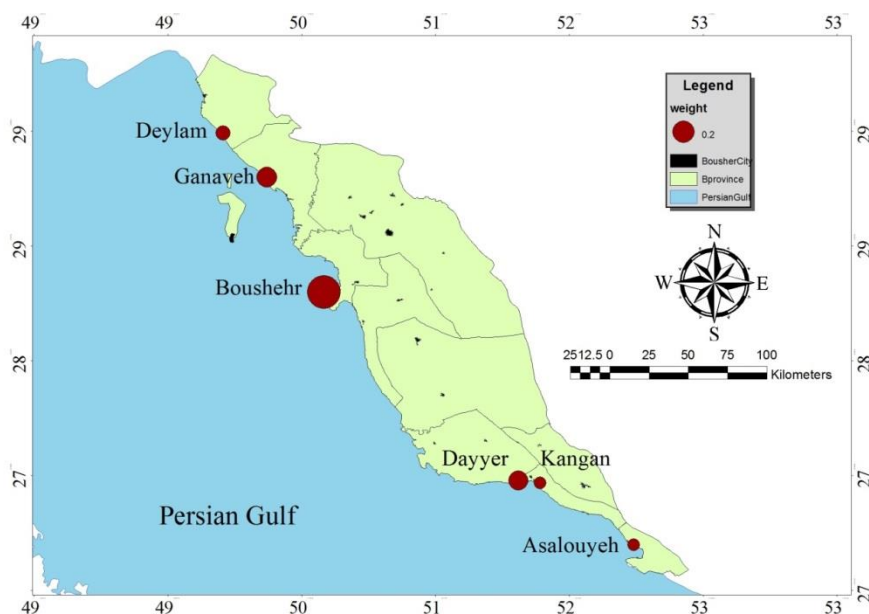 49 49 50 51 52 53 53
Legend
weight
0.2
BousherCity
Bprovince
PersianGulf
29 29
Deylam
Ganaveh
29 29
N
W E
S
Boushehr
28 28
25 12.5 0 25 50 75 100
Kilometers
Dayyer Kangan
27 27
Persian Gulf
Asalouyeh
27 27
49 49 50 51 52 53 53